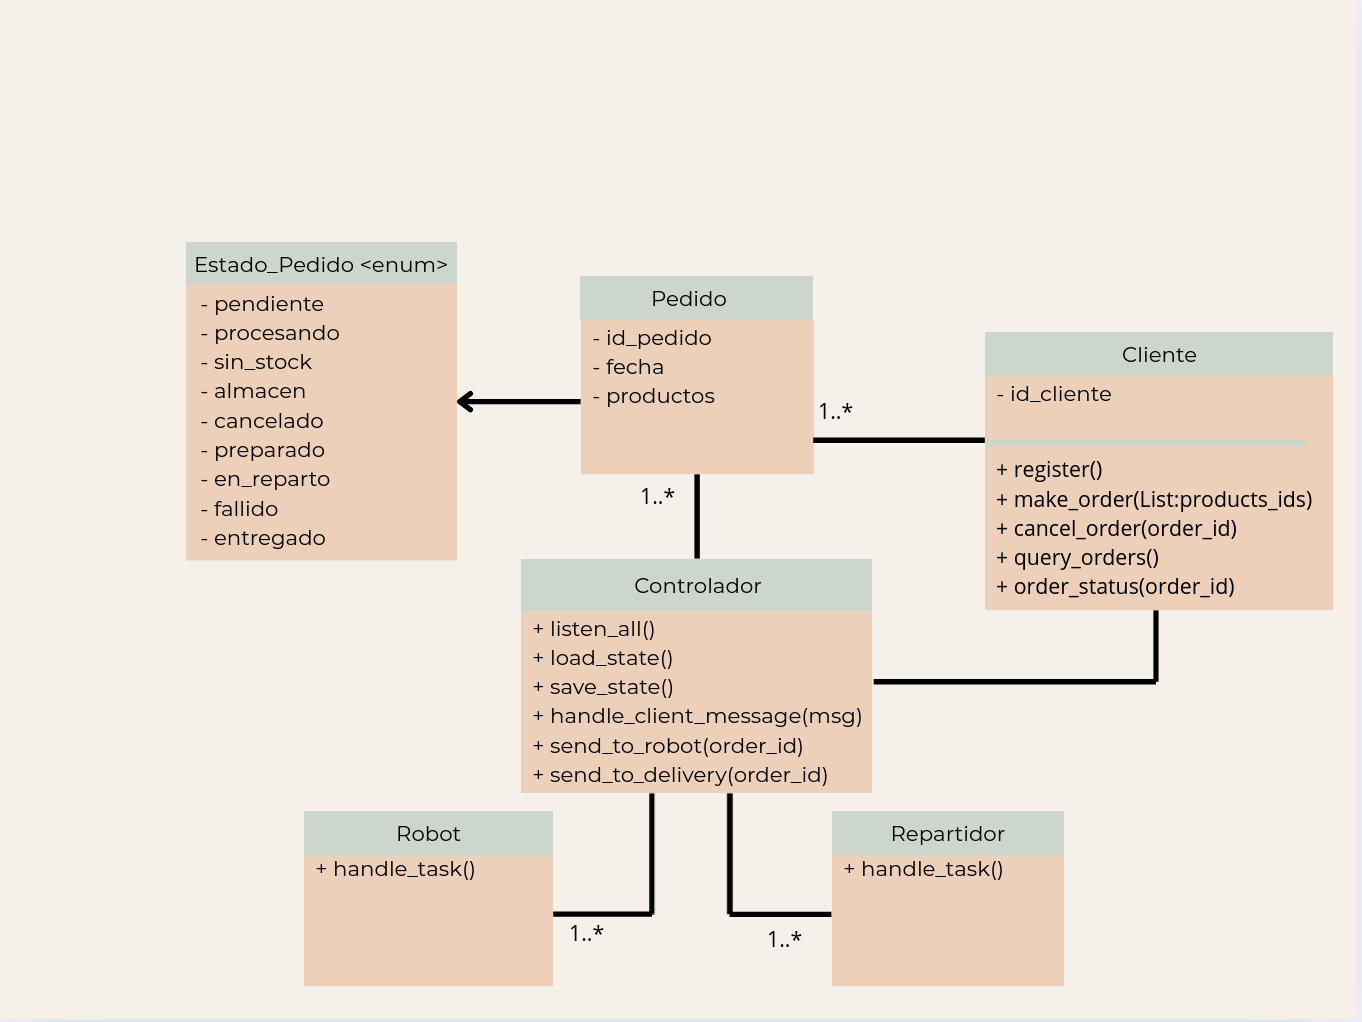 Estado_Pedido <enum>
- pendiente
- procesando
- sin_stock
- almacen
- cancelado
- preparado
- en_reparto
- fallido
- entregado
Pedido
- id_pedido
- fecha
- productos
1..*
1..*
Cliente
- id_cliente
+ register()
+ make_order(List:products_ids)
+ cancel_order(order_id)
+ query_orders()
+ order_status(order_id)
Controlador
+ listen_all()
+ load_state()
+ save_state()
+ handle_client_message(msg)
+ send_to_robot(order_id)
+ send_to_delivery(order_id)
Robot
+ handle_task()
1..*
Repartidor
+ handle_task()
1..*